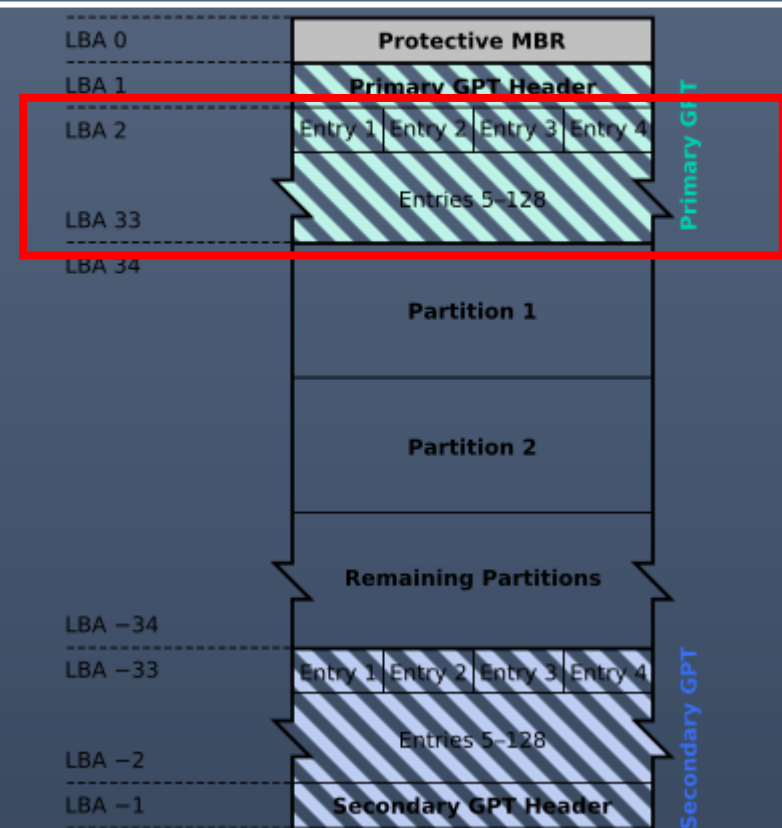 LBA 0
Protective MBR
LBA 1
Primary GPT Header
LBA 2
Entry 1 Entry 2 Entry 3 Entry 4
Entries 5–128
LBA 33
Primary GPT
LBA 34
Partition 1
Partition 2
Remaining Partitions
LBA −34
LBA −33
Entry 1 Entry 2 Entry 3 Entry 4
Entries 5–128
LBA −2
LBA −1
Secondary GPT Header
Secondary GPT